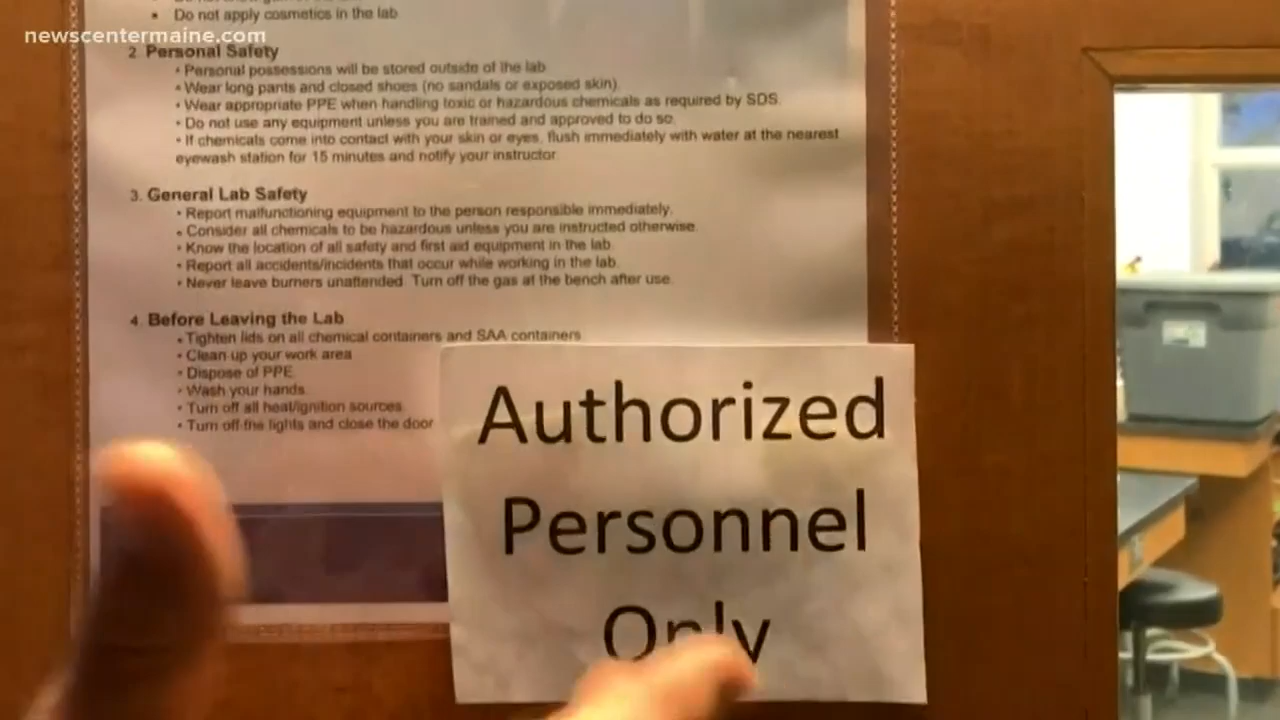 • Do not apply cosmetics in the lab
newscentermaine.com
2. Personal Safety
• Personal possessions will be stored outside of the lab
• Wear long pants and closed shoes (no sandals or exposed skin).
• Wear appropriate PPE when handling toxic or hazardous chemicals as required by SDS.
• Do not use any equipment unless you are trained and approved to do so.
• If chemicals come into contact with your skin or eyes, flush immediately with water at the nearest
eyewash station for 15 minutes and notify your instructor.
3. General Lab Safety
• Report malfunctioning equipment to the person responsible immediately.
• Consider all chemicals to be hazardous unless you are instructed otherwise.
• Know the location of all safety and first aid equipment in the lab.
• Report all accidents/incidents that occur while working in the lab.
• Never leave burners unattended. Turn off the gas at the bench after use.
4. Before Leaving the Lab
• Tighten lids on all chemical containers and SAA containers
• Clean up your work area
• Dispose of PPE
• Wash your hands.
• Turn off all heat/ignition sources
• Turn off the lights and close the door
Authorized
Personnel
Only